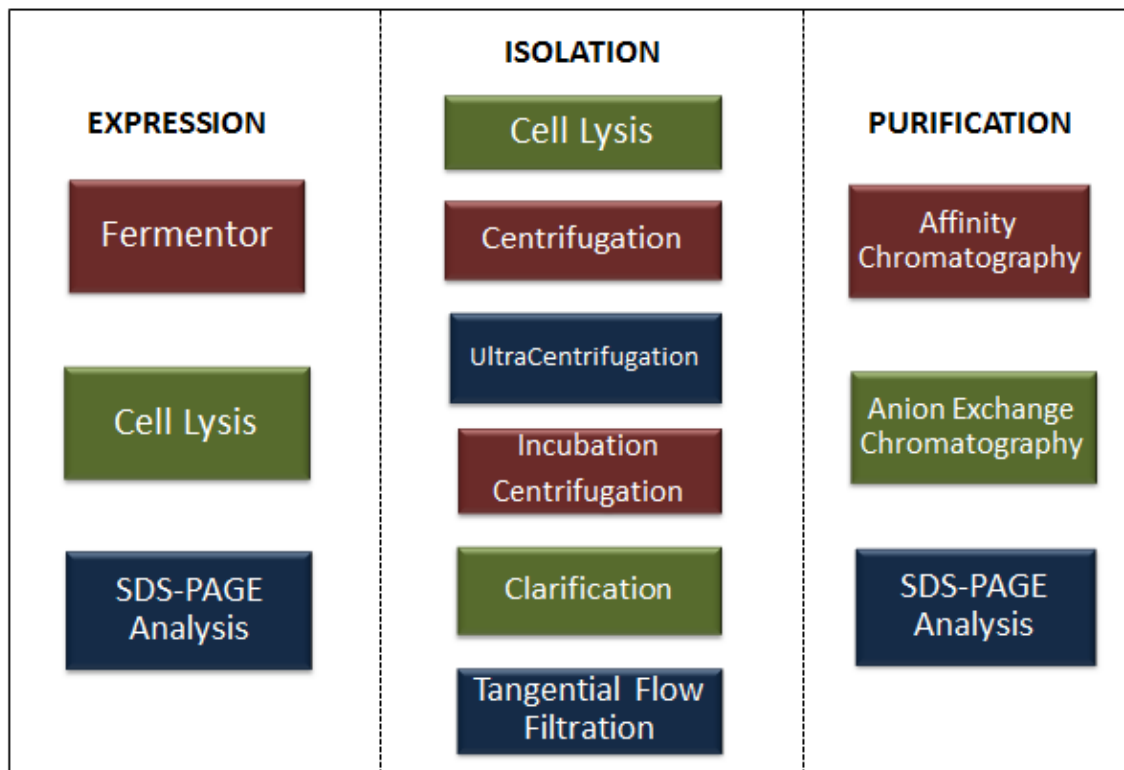 EXPRESSION
Fermentor
Cell Lysis
SDS-PAGE
Analysis
ISOLATION
Cell Lysis
Centrifugation
UltraCentrifugation
Incubation
Centrifugation
Clarification
Tangential Flow
Filtration
PURIFICATION
Affinity
Chromatography
Anion Exchange
Chromatography
SDS-PAGE
Analysis